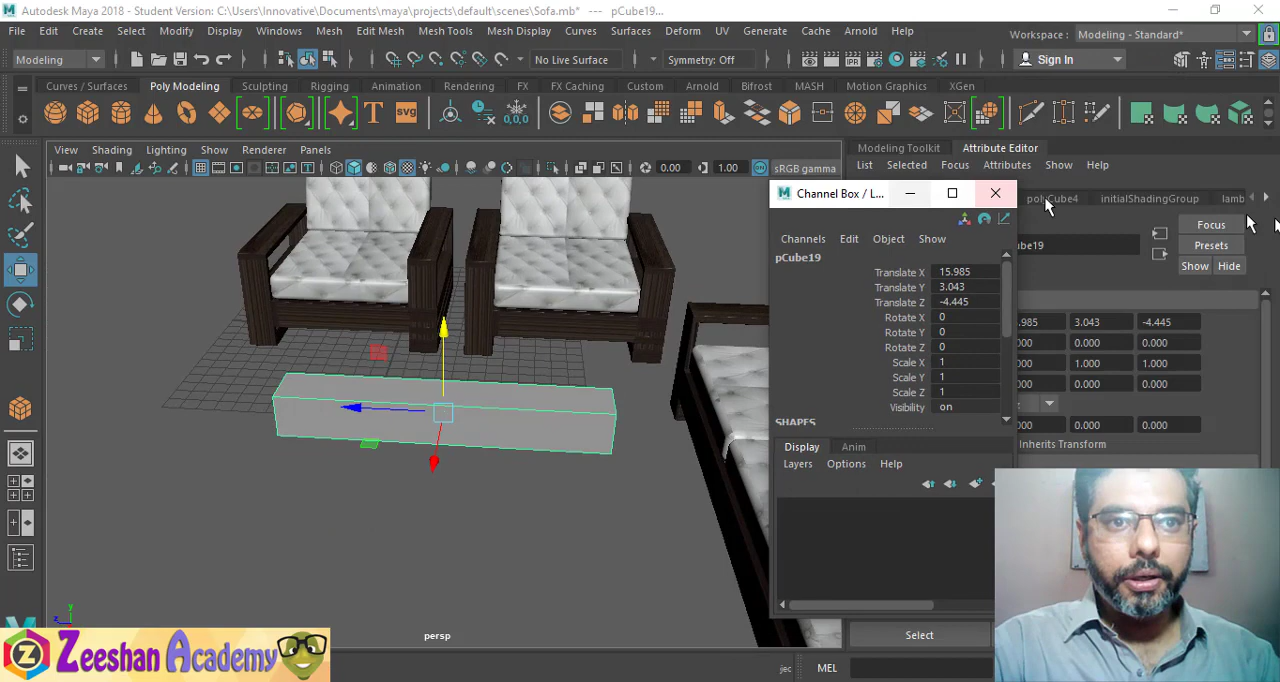 Autodesk Maya 2018 - Student Version: C:\Users\Innovative\Documents\maya\projects\default\scenes\Sofa.mb* --- pCube19...
File Edit Create Select Modify Display Windows Mesh Edit Mesh Mesh Tools Mesh Display Curves Surfaces Deform UV Generate Cache Arnold Help
Workspace : Modeling - Standard*
Modeling No Live Surface Symmetry: Off Sign In
Curves / Surfaces Poly Modeling Sculpting Rigging Animation Rendering FX FX Caching Custom Arnold Bifrost MASH Motion Graphics XGen
View Shading Lighting Show Renderer Panels
0.00 1.00 sRGB gamma
Modeling Toolkit Attribute Editor
List Selected Focus Attributes Show Help
polyCube4 initialShadingGroup lamb
Channel Box / L...
Channels Edit Object Show
pCube19
Translate X 15.985
Translate Y 3.043
Translate Z -4.445
Rotate X 0
Rotate Y 0
Rotate Z 0
Scale X 1
Scale Y 1
Scale Z 1
Visibility on
SHAPES
Display Anim
Layers Options Help
ube19
Focus
Presets
Show Hide
.985 3.043 -4.445
000 0.000 0.000
000 1.000 1.000
000 0.000 0.000
000 0.000 0.000
Inherits Transform
Select
persp
MEL
Zeeshan Academy